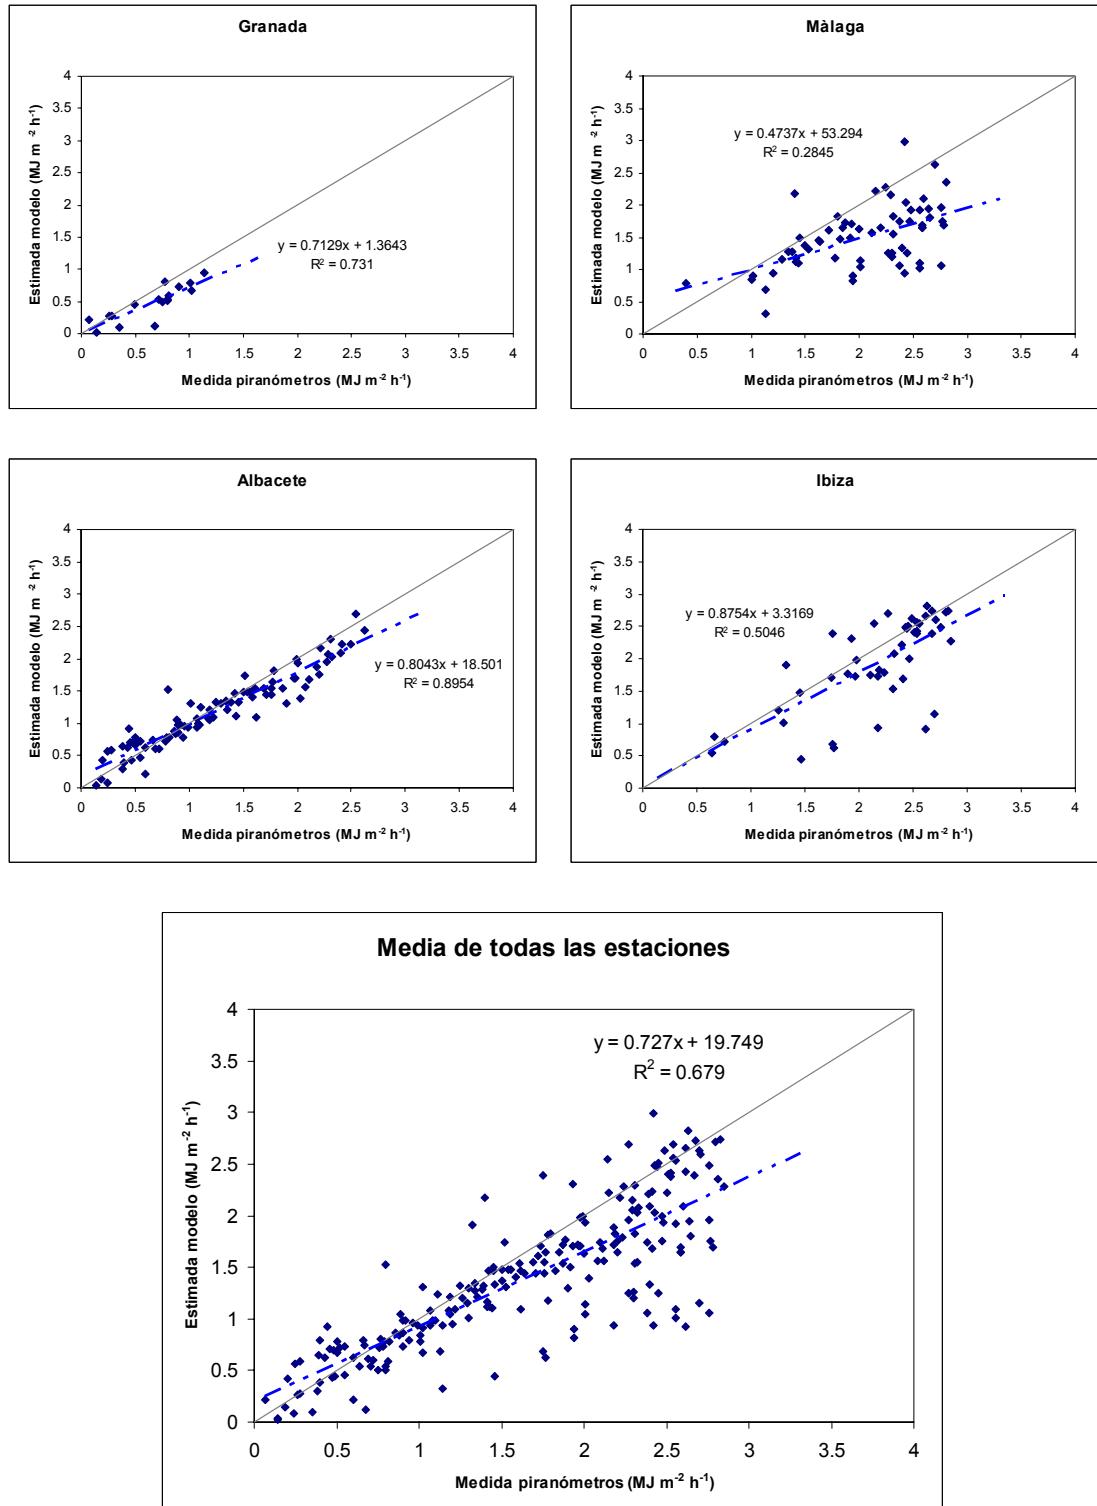 Granada
Estimada modelo (MJ m-2 h-1)
4
3.5
3
2.5
2
1.5
1
0.5
0
y = 0.7129x + 1.3643
R2 = 0.731
0 0.5 1 1.5 2 2.5 3 3.5 4
Medida piranómetros (MJ m-2 h-1)
Màlaga
Estimada modelo (MJ m-2 h-1)
4
3.5
3
2.5
2
1.5
1
0.5
0
y = 0.4737x + 53.294
R2 = 0.2845
0 0.5 1 1.5 2 2.5 3 3.5 4
Medida piranómetros (MJ m-2 h-1)
Albacete
Estimada modelo (MJ m-2 h-1)
4
3.5
3
2.5
2
1.5
1
0.5
0
y = 0.8043x + 18.501
R2 = 0.8954
0 0.5 1 1.5 2 2.5 3 3.5 4
Medida piranómetros (MJ m-2 h-1)
Ibiza
Estimada modelo (MJ m-2 h-1)
4
3.5
3
2.5
2
1.5
1
0.5
0
y = 0.8754x + 3.3169
R2 = 0.5046
0 0.5 1 1.5 2 2.5 3 3.5 4
Medida piranómetros (MJ m-2 h-1)
Media de todas las estaciones
Estimada modelo (MJ m-2 h-1)
4
3.5
3
2.5
2
1.5
1
0.5
0
y = 0.727x + 19.749
R2 = 0.679
0 0.5 1 1.5 2 2.5 3 3.5 4
Medida piranómetros (MJ m-2 h-1)